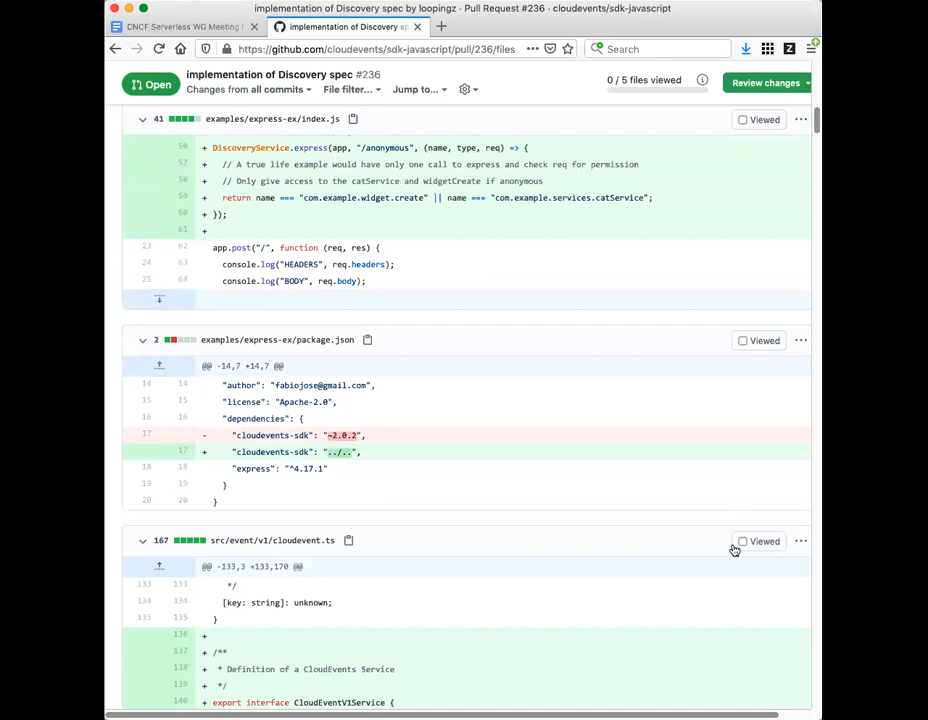 implementation of Discovery spec by loopingz · Pull Request #236 · cloudevents/sdk-javascript
CNCF Serverless WG Meeting
implementation of Discovery sp
https://github.com/cloudevents/sdk-javascript/pull/236/files
Search
Open
implementation of Discovery spec #236
Changes from all commits
File filter...
Jump to...
0 / 5 files viewed
Review changes
41 examples/express-ex/index.js
Viewed
56 + DiscoveryService.express(app, "/anonymous", (name, type, req) => {
57 + // A true life example would have only one call to express and check req for permission
58 + // Only give access to the catService and widgetCreate if anonymous
59 + return name === "com.example.widget.create" || name === "com.example.services.catService";
60 + });
61 +
23 62 app.post("/", function (req, res) {
24 63 console.log("HEADERS", req.headers);
25 64 console.log("BODY", req.body);
2 examples/express-ex/package.json
Viewed
@@ -14,7 +14,7 @@
14 14 "author": "fabiojose@gmail.com",
15 15 "license": "Apache-2.0",
16 16 "dependencies": {
17 - "cloudevents-sdk": "~2.0.2",
17 + "cloudevents-sdk": "../..",
18 18 "express": "^4.17.1"
19 19 }
20 20 }
167 src/event/v1/cloudevent.ts
Viewed
@@ -133,3 +133,170 @@
133 133 */
134 134 [key: string]: unknown;
135 135 }
136 +
137 + /**
138 + * Definition of a CloudEvents Service
139 + */
140 + export interface CloudEventV1Service {